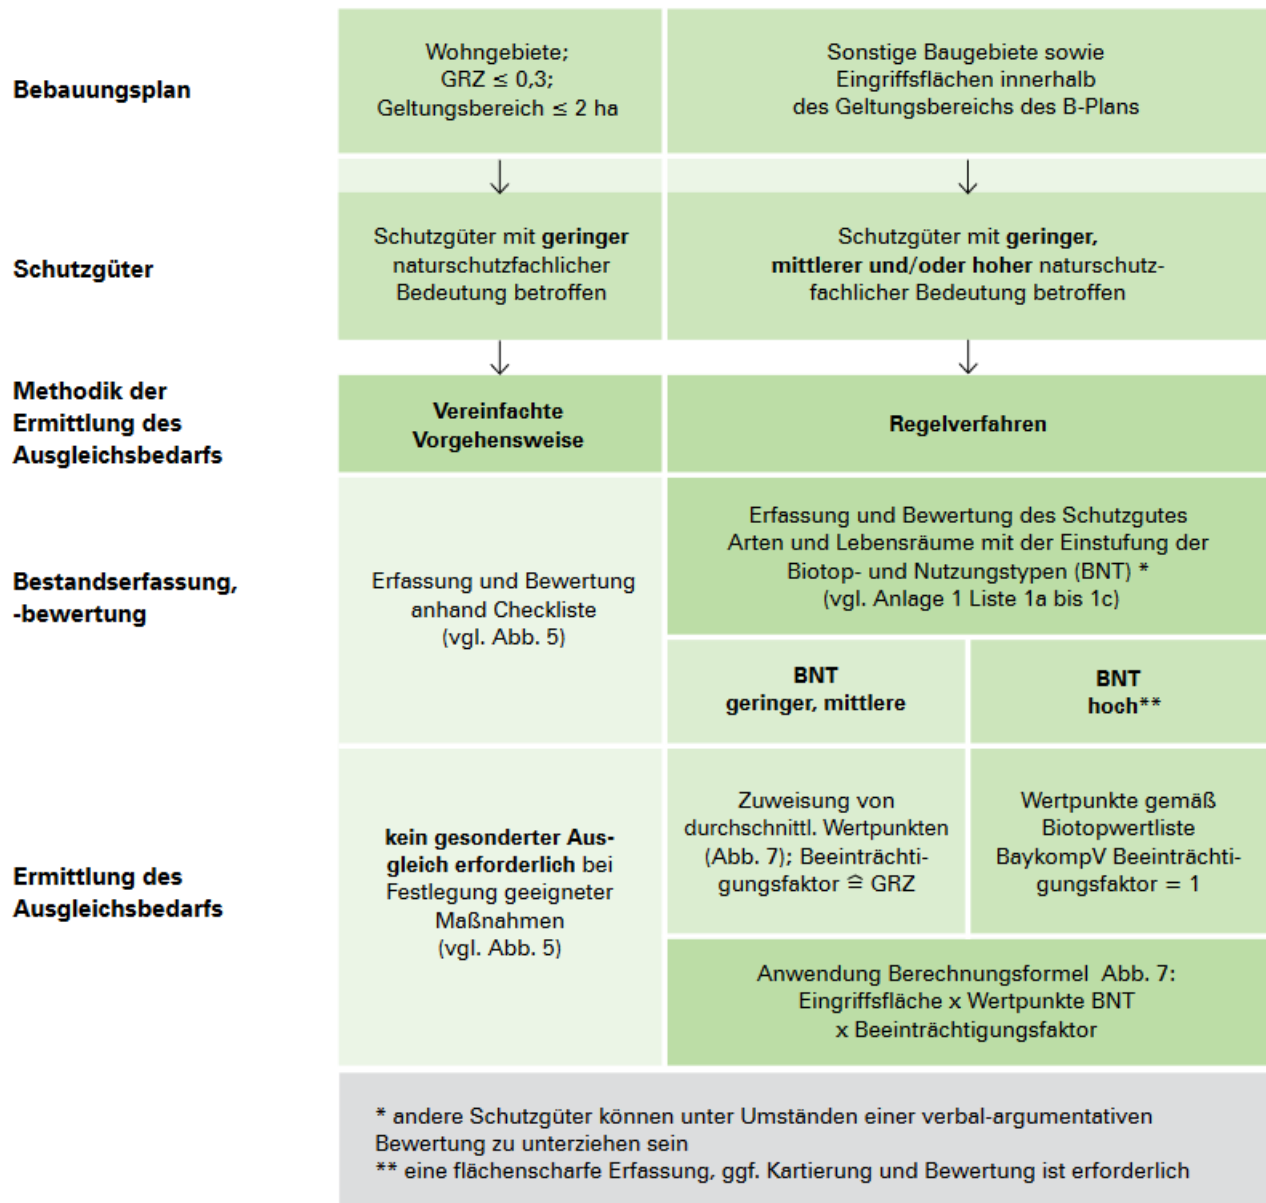 Bebauungsplan
Wohngebiete;
GRZ ≤ 0,3;
Geltungsbereich ≤ 2 ha
Sonstige Baugebiete sowie
Eingriffsflächen innerhalb
des Geltungsbereichs des B-Plans
Schutzgüter
Schutzgüter mit geringer
naturschutzfachlicher
Bedeutung betroffen
Schutzgüter mit geringer,
mittlerer und/oder hoher naturschutz-
fachlicher Bedeutung betroffen
Methodik der
Ermittlung des
Ausgleichsbedarfs
Vereinfachte
Vorgehensweise
Regelverfahren
Bestandserfassung,
-bewertung
Erfassung und Bewertung
anhand Checkliste
(vgl. Abb. 5)
Erfassung und Bewertung des Schutzgutes
Arten und Lebensräume mit der Einstufung der
Biotop- und Nutzungstypen (BNT) *
(vgl. Anlage 1 Liste 1a bis 1c)
BNT
geringer, mittlere
BNT
hoch**
Ermittlung des
Ausgleichsbedarfs
kein gesonderter Aus-
gleich erforderlich bei
Festlegung geeigneter
Maßnahmen
(vgl. Abb. 5)
Zuweisung von
durchschnittl. Wertpunkten
(Abb. 7); Beeinträchti-
gungsfaktor ≙ GRZ
Wertpunkte gemäß
Biotopwertliste
BaykompV Beeinträchti-
gungsfaktor = 1
Anwendung Berechnungsformel Abb. 7:
Eingriffsfläche x Wertpunkte BNT
x Beeinträchtigungsfaktor
* andere Schutzgüter können unter Umständen einer verbal-argumentativen
Bewertung zu unterziehen sein
** eine flächenscharfe Erfassung, ggf. Kartierung und Bewertung ist erforderlich